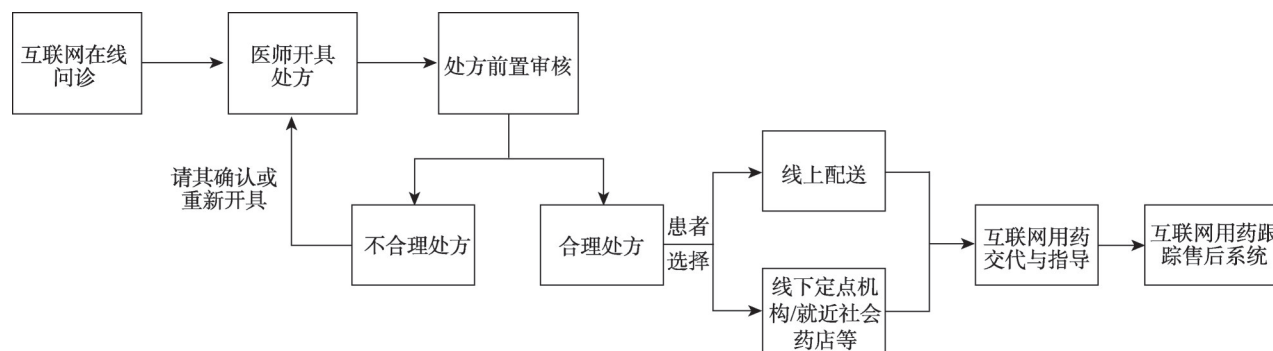 互联网在线
问诊
医师开具
处方
处方前置审核
请其确认或
重新开具
不合理处方
合理处方
患者
选择
线上配送
线下定点机
构/就近社会
药店等
互联网用药
交代与指导
互联网用药跟
踪售后系统